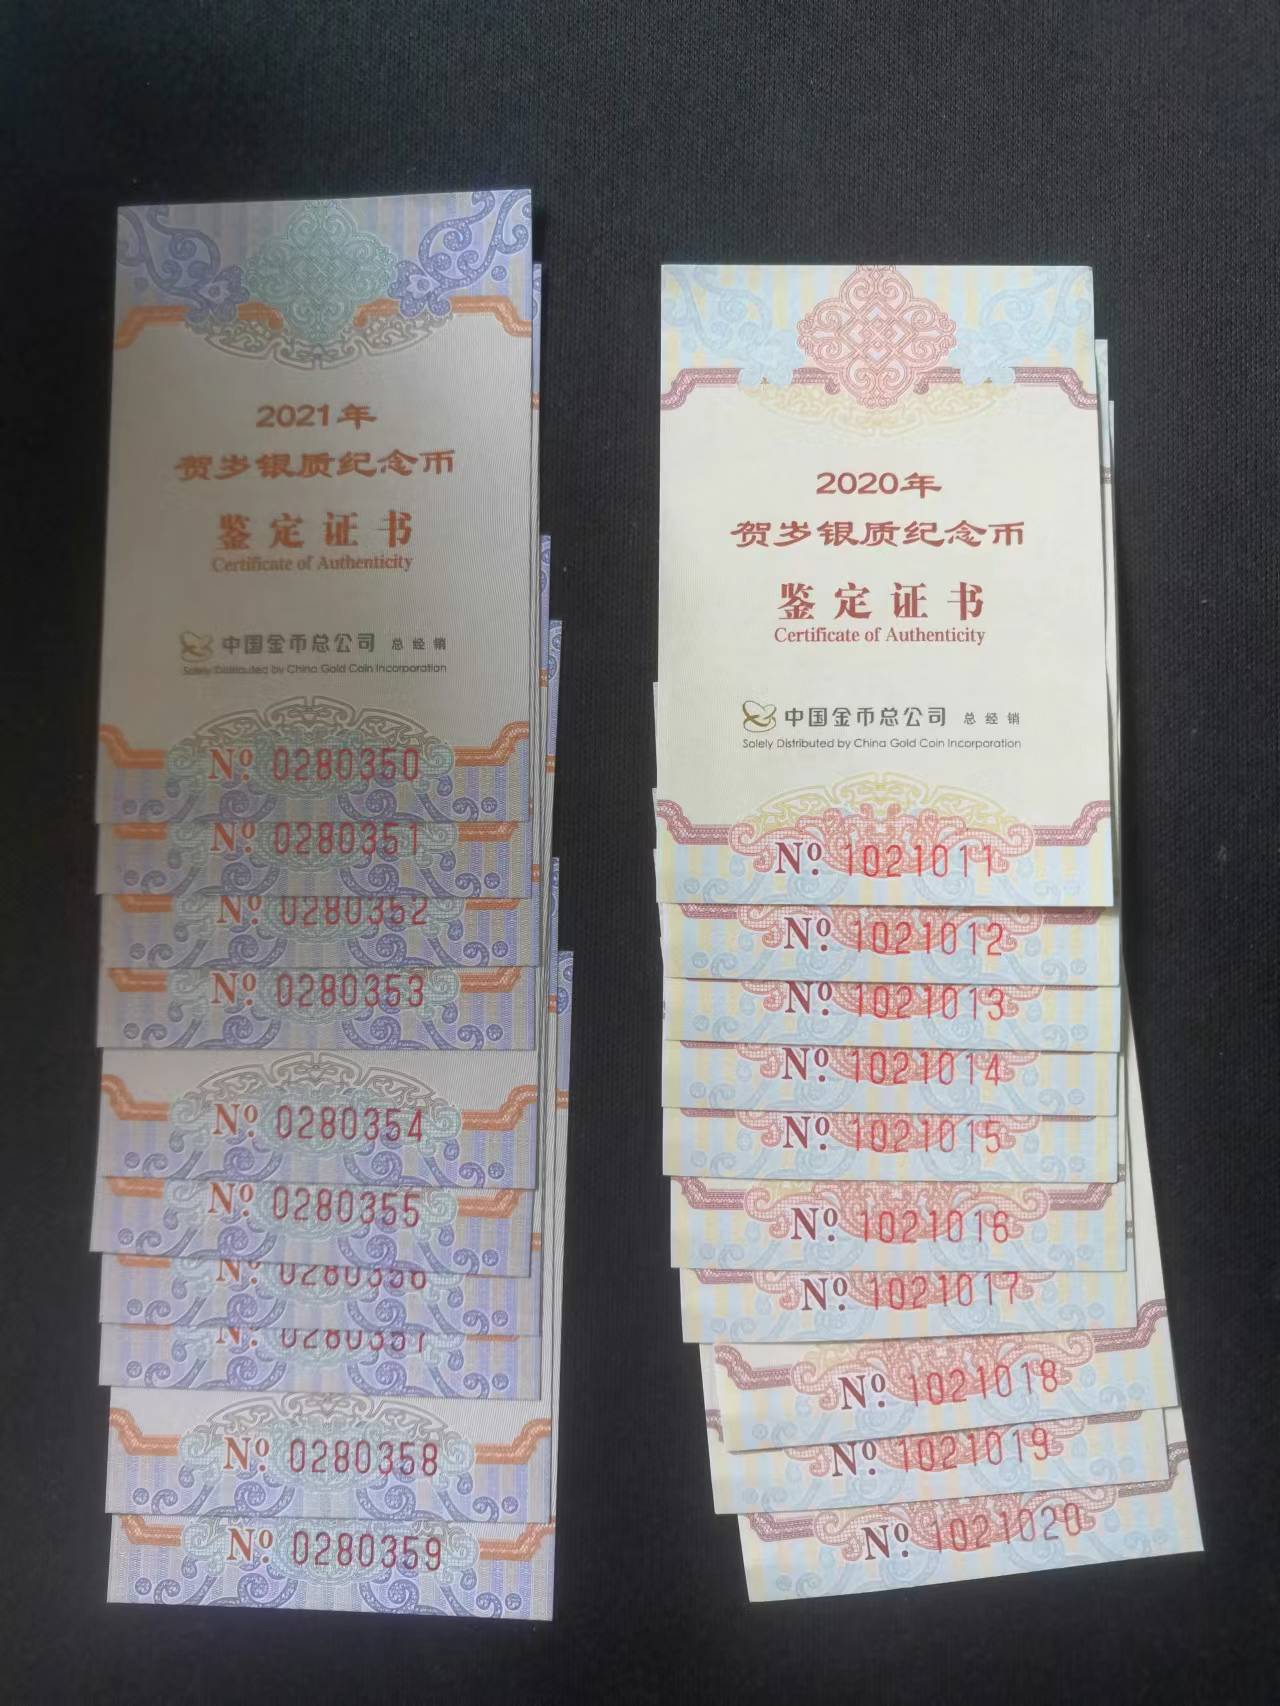 2021年
贺岁银质纪念币
鉴定证书
Certificate of Authenticity
中国金币总公司 总经销
Solely Distributed by China Gold Coin Incorporation
Nº. 0280350
Nº. 0280351
Nº. 0280352
Nº. 0280353
Nº. 0280354
Nº. 0280355
Nº. 0280356
Nº. 0280357
Nº. 0280358
Nº. 0280359
2020年
贺岁银质纪念币
鉴定证书
Certificate of Authenticity
中国金币总公司 总经销
Solely Distributed by China Gold Coin Incorporation
Nº. 1021011
Nº. 1021012
Nº. 1021013
Nº. 1021014
Nº. 1021015
Nº. 1021016
Nº. 1021017
Nº. 1021018
Nº. 1021019
Nº. 1021020